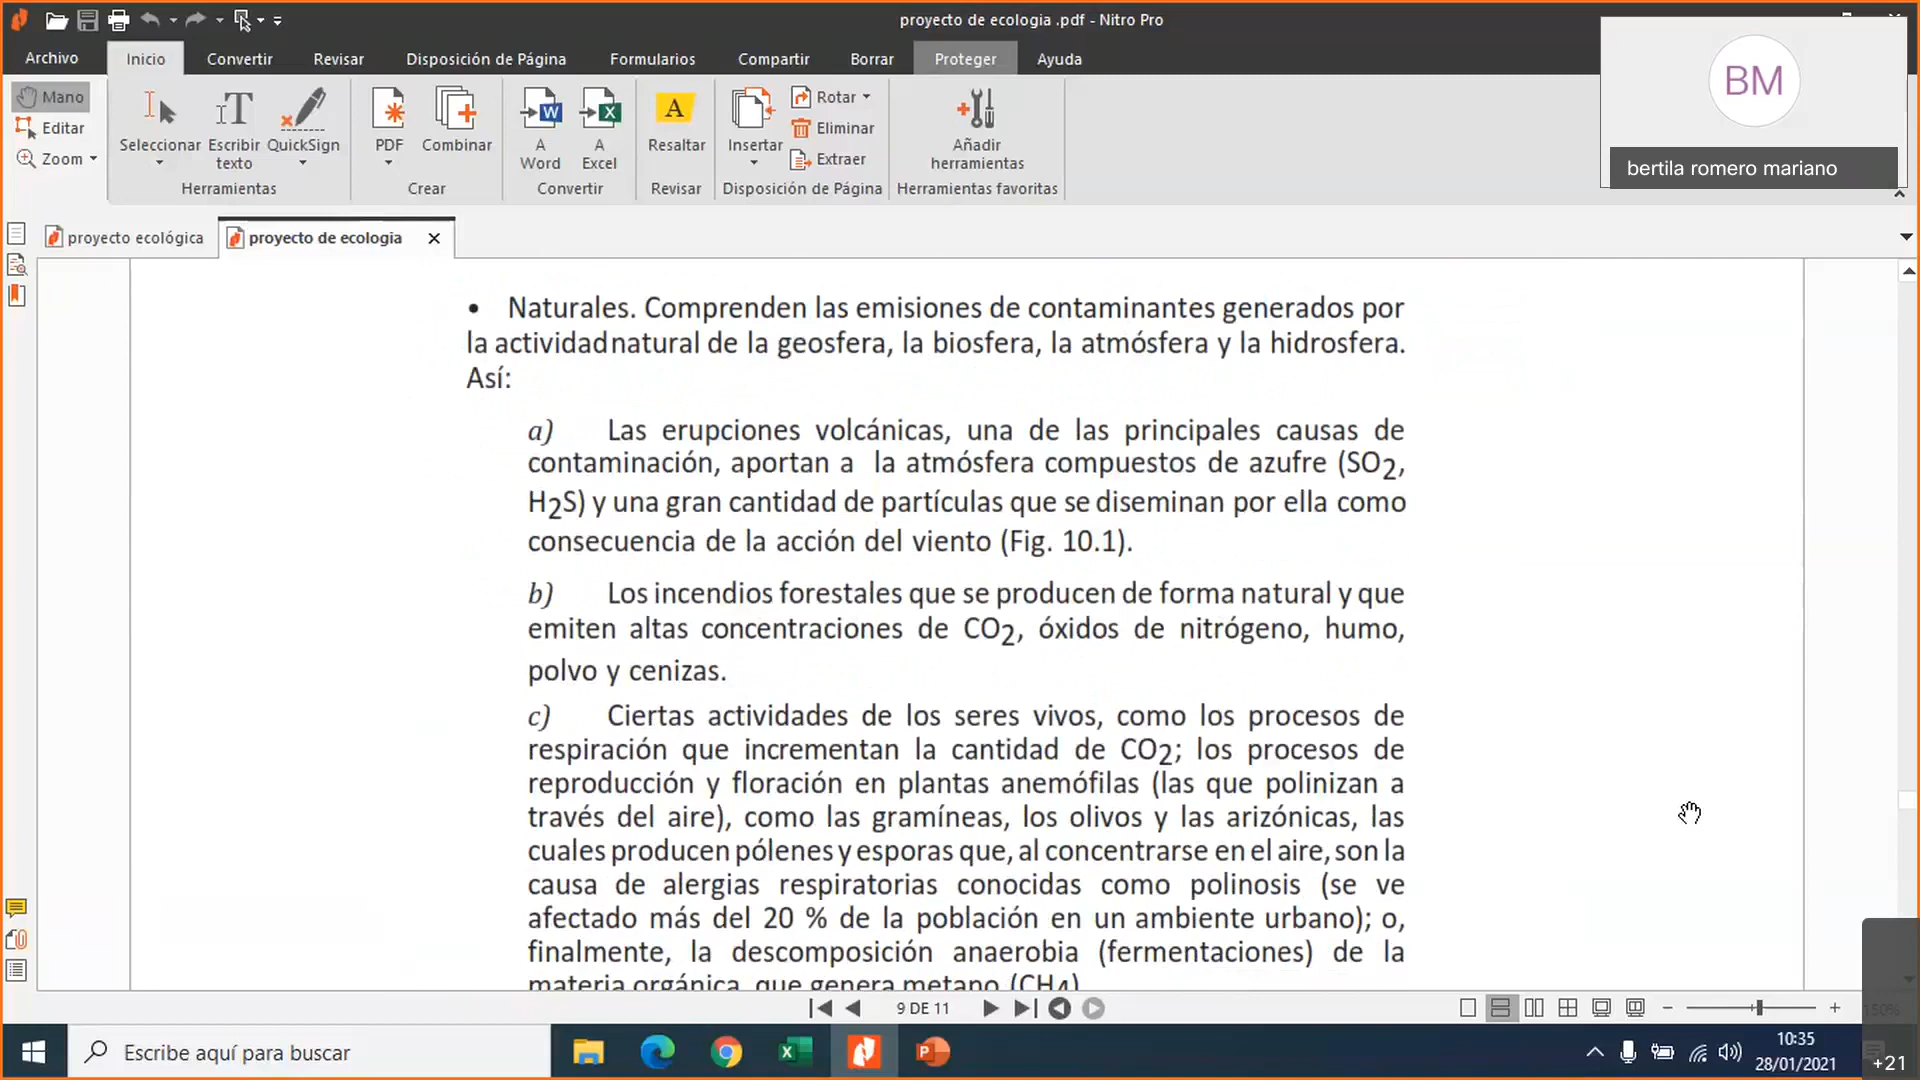 proyecto de ecologia .pdf - Nitro Pro
Archivo Inicio Convertir Revisar Disposición de Página Formularios Compartir Borrar Proteger Ayuda
BM
bertila romero mariano
Mano
Editar
Zoom
Seleccionar
Escribir texto
QuickSign
Herramientas
PDF
Combinar
Crear
A Word
A Excel
Convertir
Resaltar
Revisar
Insertar
Rotar
Eliminar
Extraer
Disposición de Página
Añadir herramientas
Herramientas favoritas
proyecto ecológica
proyecto de ecologia
• Naturales. Comprenden las emisiones de contaminantes generados por
la actividad natural de la geosfera, la biosfera, la atmósfera y la hidrosfera.
Así:
a) Las erupciones volcánicas, una de las principales causas de
contaminación, aportan a la atmósfera compuestos de azufre (SO2,
H2S) y una gran cantidad de partículas que se diseminan por ella como
consecuencia de la acción del viento (Fig. 10.1).
b) Los incendios forestales que se producen de forma natural y que
emiten altas concentraciones de CO2, óxidos de nitrógeno, humo,
polvo y cenizas.
c) Ciertas actividades de los seres vivos, como los procesos de
respiración que incrementan la cantidad de CO2; los procesos de
reproducción y floración en plantas anemófilas (las que polinizan a
través del aire), como las gramíneas, los olivos y las arizónicas, las
cuales producen pólenes y esporas que, al concentrarse en el aire, son la
causa de alergias respiratorias conocidas como polinosis (se ve
afectado más del 20 % de la población en un ambiente urbano); o,
finalmente, la descomposición anaerobia (fermentaciones) de la
materia orgánica, que genera metano (CH4)
9 DE 11
150%
Escribe aquí para buscar
10:35
28/01/2021
+21